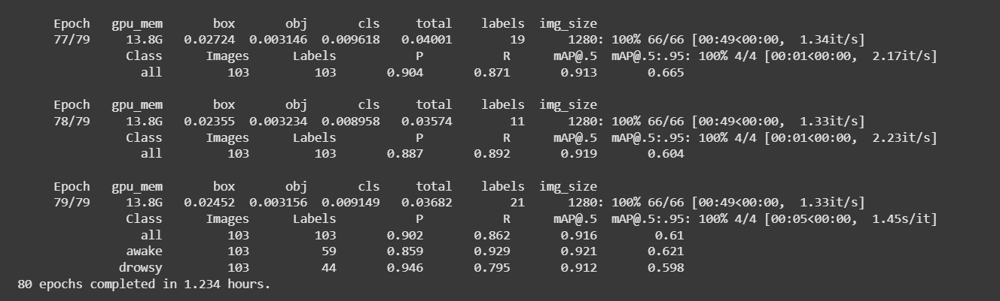 Epoch gpu_mem box obj cls total labels img_size
77/79 13.8G 0.02724 0.003146 0.009618 0.04001 19 1280: 100% 66/66 [00:49<00:00, 1.34it/s]
Class Images Labels P R mAP@.5 mAP@.5:.95: 100% 4/4 [00:01<00:00, 2.17it/s]
all 103 103 0.904 0.871 0.913 0.665
Epoch gpu_mem box obj cls total labels img_size
78/79 13.8G 0.02355 0.003234 0.008958 0.03574 11 1280: 100% 66/66 [00:49<00:00, 1.33it/s]
Class Images Labels P R mAP@.5 mAP@.5:.95: 100% 4/4 [00:01<00:00, 2.23it/s]
all 103 103 0.887 0.892 0.919 0.604
Epoch gpu_mem box obj cls total labels img_size
79/79 13.8G 0.02452 0.003156 0.009149 0.03682 21 1280: 100% 66/66 [00:49<00:00, 1.33it/s]
Class Images Labels P R mAP@.5 mAP@.5:.95: 100% 4/4 [00:05<00:00, 1.45s/it]
all 103 103 0.902 0.862 0.916 0.61
awake 103 59 0.859 0.929 0.921 0.621
drowsy 103 44 0.946 0.795 0.912 0.598
80 epochs completed in 1.234 hours.